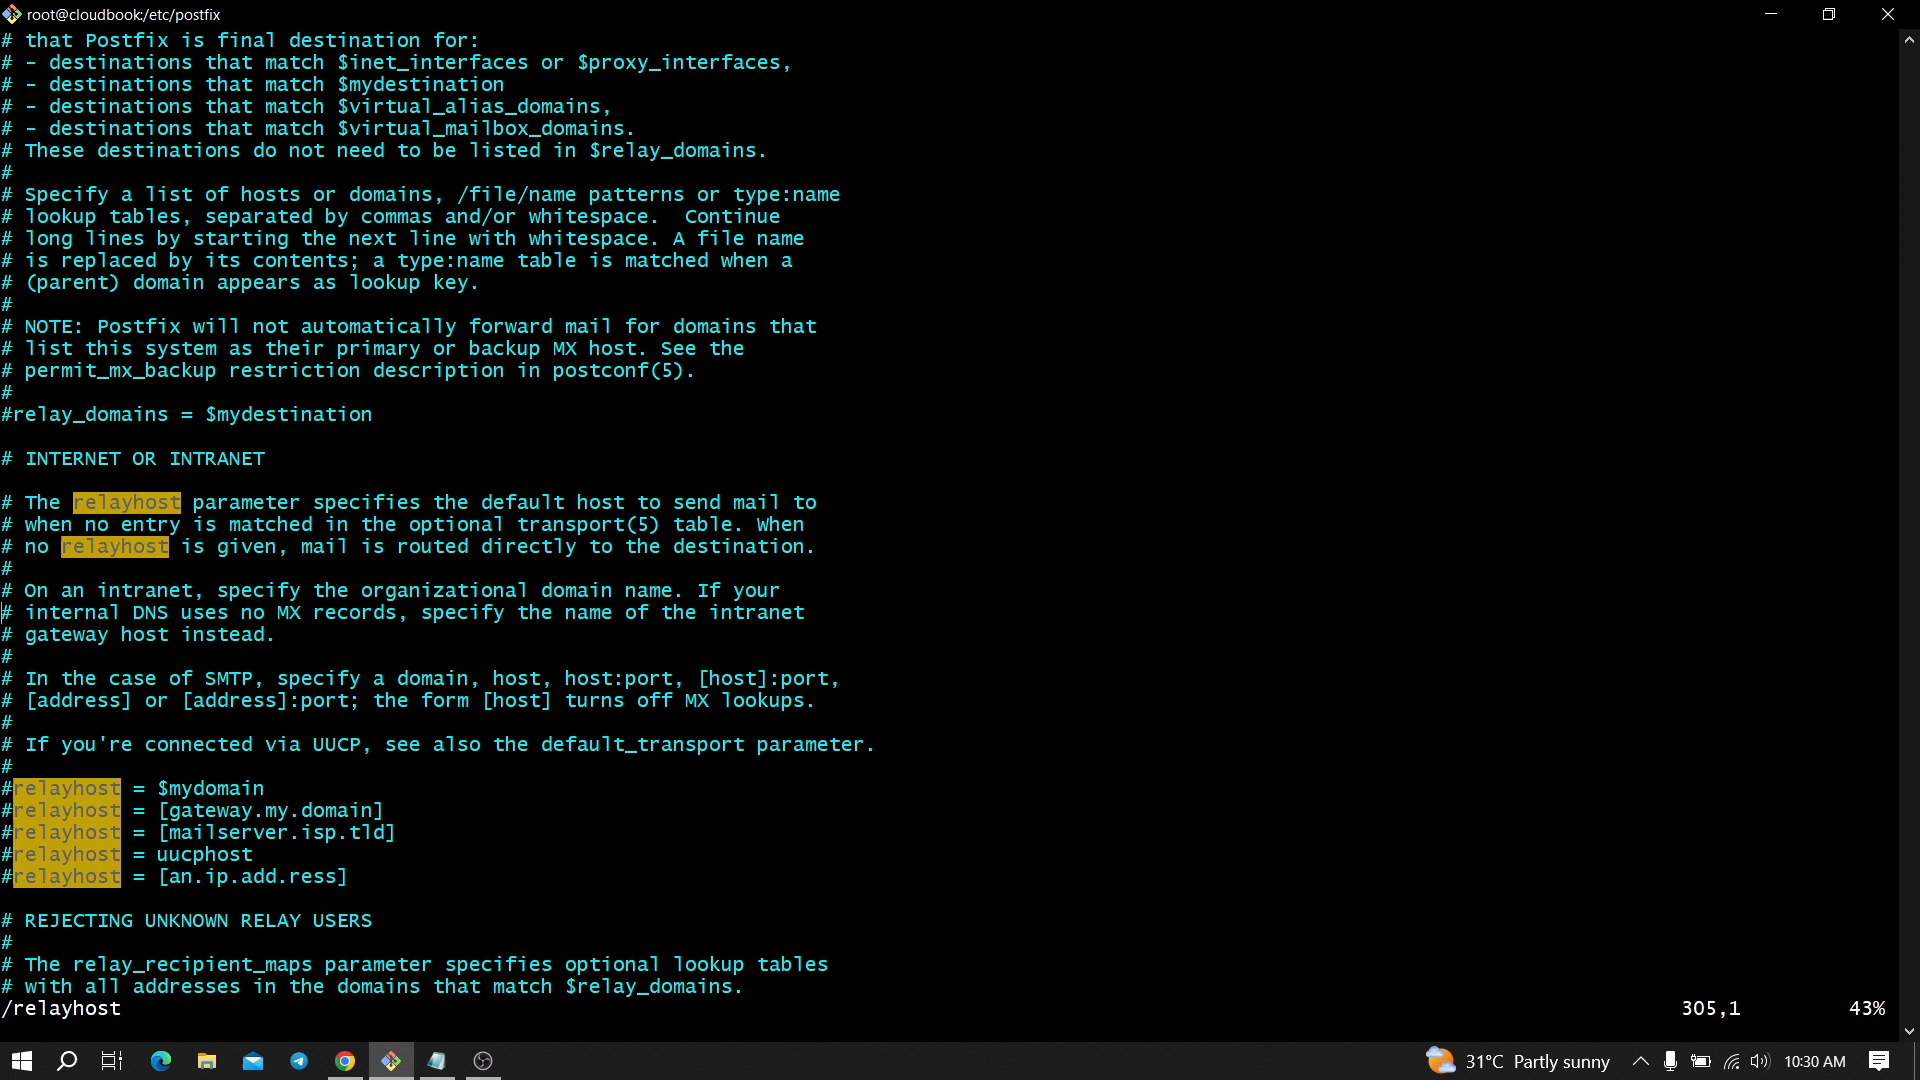 root@cloudbook:/etc/postfix
# that Postfix is final destination for:
# - destinations that match $inet_interfaces or $proxy_interfaces,
# - destinations that match $mydestination
# - destinations that match $virtual_alias_domains,
# - destinations that match $virtual_mailbox_domains.
# These destinations do not need to be listed in $relay_domains.
#
# Specify a list of hosts or domains, /file/name patterns or type:name
# lookup tables, separated by commas and/or whitespace.  Continue
# long lines by starting the next line with whitespace. A file name
# is replaced by its contents; a type:name table is matched when a
# (parent) domain appears as lookup key.
#
# NOTE: Postfix will not automatically forward mail for domains that
# list this system as their primary or backup MX host. See the
# permit_mx_backup restriction description in postconf(5).
#
#relay_domains = $mydestination
# INTERNET OR INTRANET
# The relayhost parameter specifies the default host to send mail to
# when no entry is matched in the optional transport(5) table. When
# no relayhost is given, mail is routed directly to the destination.
#
# On an intranet, specify the organizational domain name. If your
# internal DNS uses no MX records, specify the name of the intranet
# gateway host instead.
#
# In the case of SMTP, specify a domain, host, host:port, [host]:port,
# [address] or [address]:port; the form [host] turns off MX lookups.
#
# If you're connected via UUCP, see also the default_transport parameter.
#
#relayhost = $mydomain
#relayhost = [gateway.my.domain]
#relayhost = [mailserver.isp.tld]
#relayhost = uucphost
#relayhost = [an.ip.add.ress]
# REJECTING UNKNOWN RELAY USERS
#
# The relay_recipient_maps parameter specifies optional lookup tables
# with all addresses in the domains that match $relay_domains.
/relayhost 305,1 43%
31°C Partly sunny 10:30 AM